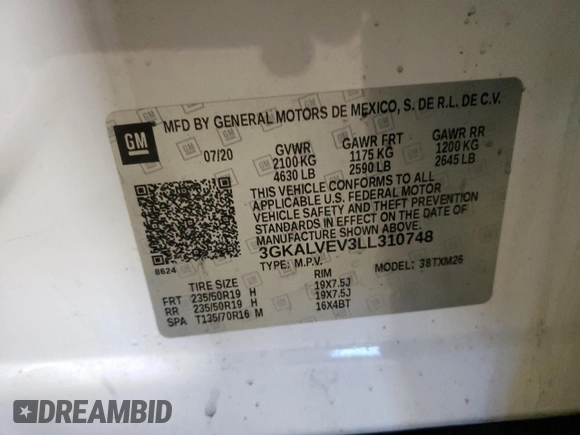 GM
MFD BY GENERAL MOTORS DE MEXICO, S. DE R.L. DE C.V.
07/20 GVWR GAWR FRT GAWR RR
2100 KG 1175 KG 1200 KG
4630 LB 2590 LB 2645 LB
THIS VEHICLE CONFORMS TO ALL
APPLICABLE U.S. FEDERAL MOTOR
VEHICLE SAFETY AND THEFT PREVENTION
STANDARDS IN EFFECT ON THE DATE OF
MANUFACTURE SHOWN ABOVE.
3GKALVEV3LL310748
8624 TYPE: M.P.V. MODEL: 38TXM26
TIRE SIZE RIM
FRT 235/50R19 H 19X7.5J
RR 235/50R19 H 19X7.5J
SPA T135/70R16 M 16X4BT
DREAMBID